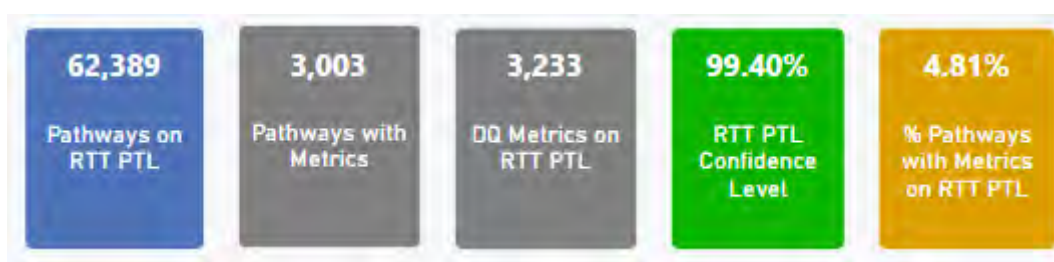 62,389
Pathways on
RTT PTL
3,003
Pathways with
Metrics
3,233
DQ Metrics on
RTT PTL
99.40%
RTT PTL
Confidence
Level
4.81%
% Pathways
with Metrics
on RTT PTL